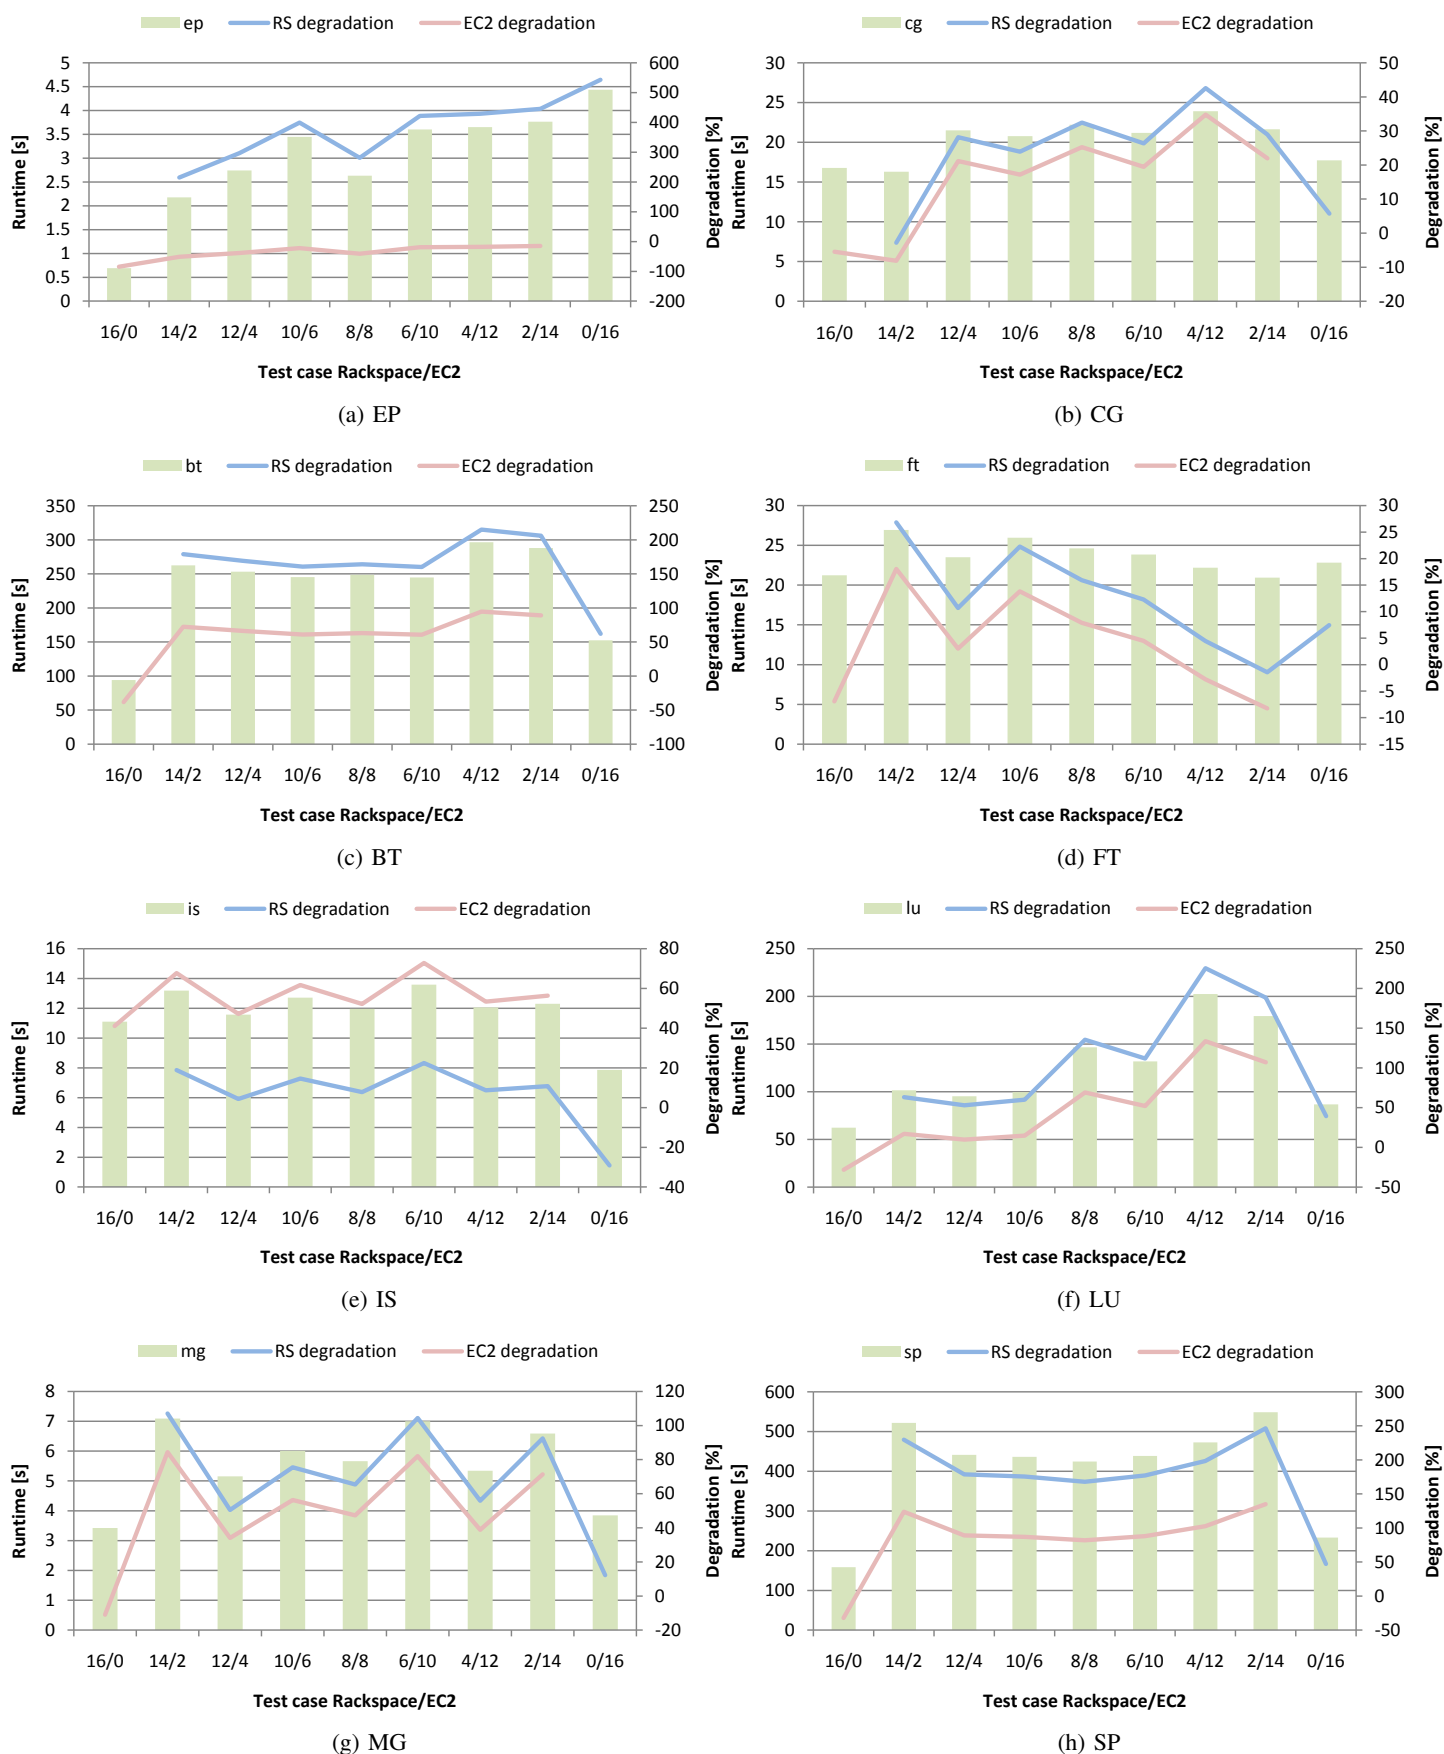 ep RS degradation EC2 degradation
5 4.5 4 3.5 3 2.5 2 1.5 1 0.5 0
Runtime [s]
600 500 400 300 200 100 0 -100 -200
Degradation [%]
16/0 14/2 12/4 10/6 8/8 6/10 4/12 2/14 0/16
Test case Rackspace/EC2
(a) EP
cg RS degradation EC2 degradation
30 25 20 15 10 5 0
Runtime [s]
50 40 30 20 10 0 -10 -20
Degradation [%]
16/0 14/2 12/4 10/6 8/8 6/10 4/12 2/14 0/16
Test case Rackspace/EC2
(b) CG
bt RS degradation EC2 degradation
350 300 250 200 150 100 50 0
Runtime [s]
250 200 150 100 50 0 -50 -100
Degradation [%]
16/0 14/2 12/4 10/6 8/8 6/10 4/12 2/14 0/16
Test case Rackspace/EC2
(c) BT
ft RS degradation EC2 degradation
30 25 20 15 10 5 0
Runtime [s]
30 25 20 15 10 5 0 -5 -10 -15
Degradation [%]
16/0 14/2 12/4 10/6 8/8 6/10 4/12 2/14 0/16
Test case Rackspace/EC2
(d) FT
is RS degradation EC2 degradation
16 14 12 10 8 6 4 2 0
Runtime [s]
80 60 40 20 0 -20 -40
Degradation [%]
16/0 14/2 12/4 10/6 8/8 6/10 4/12 2/14 0/16
Test case Rackspace/EC2
(e) IS
lu RS degradation EC2 degradation
250 200 150 100 50 0
Runtime [s]
250 200 150 100 50 0 -50
Degradation [%]
16/0 14/2 12/4 10/6 8/8 6/10 4/12 2/14 0/16
Test case Rackspace/EC2
(f) LU
mg RS degradation EC2 degradation
8 7 6 5 4 3 2 1 0
Runtime [s]
120 100 80 60 40 20 0 -20
Degradation [%]
16/0 14/2 12/4 10/6 8/8 6/10 4/12 2/14 0/16
Test case Rackspace/EC2
(g) MG
sp RS degradation EC2 degradation
600 500 400 300 200 100 0
Runtime [s]
300 250 200 150 100 50 0 -50
Degradation [%]
16/0 14/2 12/4 10/6 8/8 6/10 4/12 2/14 0/16
Test case Rackspace/EC2
(h) SP